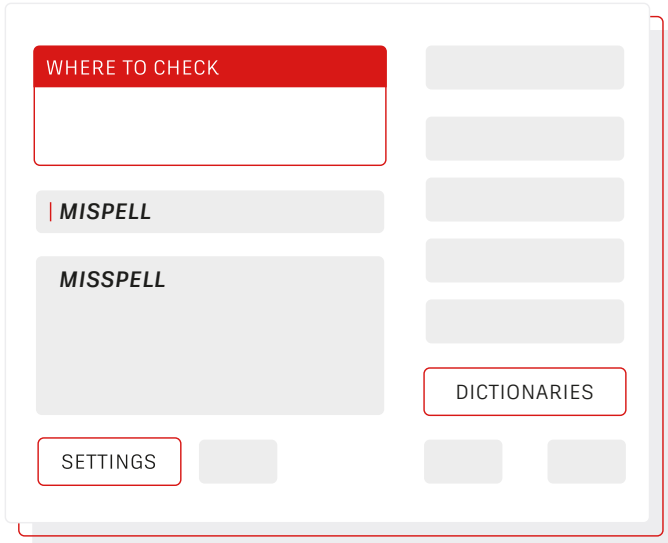 WHERE TO CHECK
MISPELL
MISSPELL
DICTIONARIES
SETTINGS